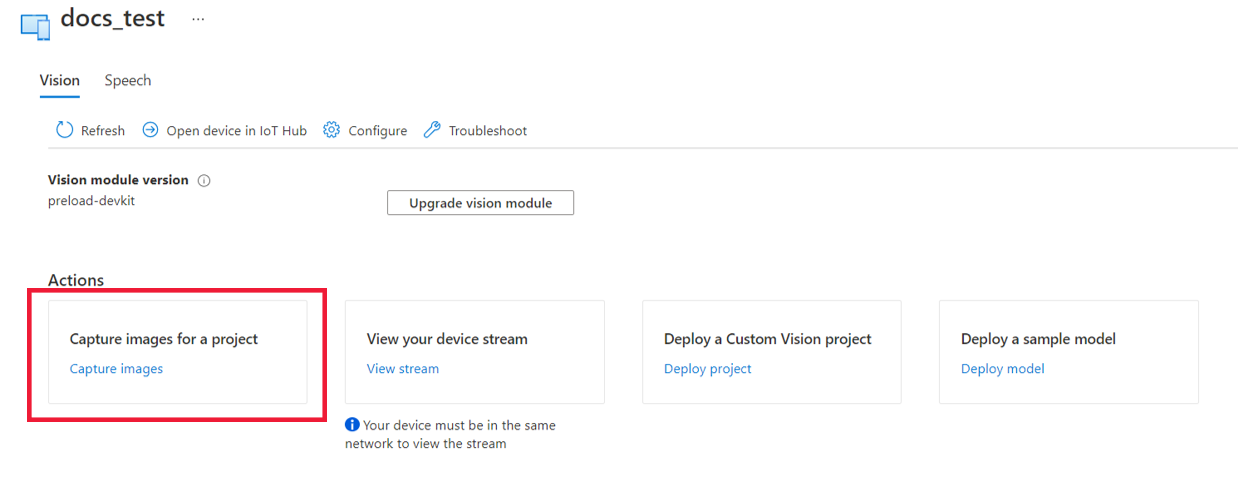 docs_test ...
Vision Speech
Refresh Open device in IoT Hub Configure Troubleshoot
Vision module version
preload-devkit
Upgrade vision module
Actions
Capture images for a project
Capture images
View your device stream
View stream
Your device must be in the same
network to view the stream
Deploy a Custom Vision project
Deploy project
Deploy a sample model
Deploy model